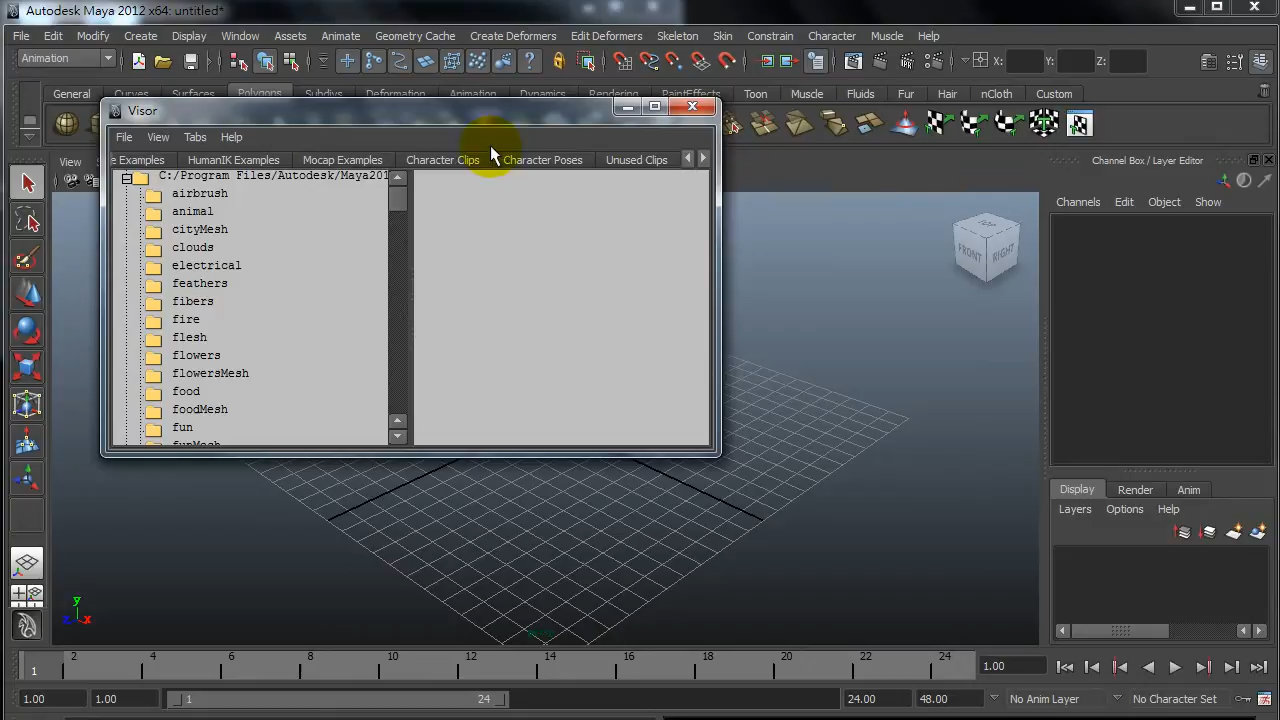 Autodesk Maya 2012 x64: untitled*
File Edit Modify Create Display Window Assets Animate Geometry Cache Create Deformers Edit Deformers Skeleton Skin Constrain Character Muscle Help
Animation
X: Y: Z:
General Curves Surfaces Polygons Subdivs Deformation Animation Dynamics PaintEffects Toon Muscle Fluids Fur Hair nCloth Custom
Visor
File View Tabs Help
e Examples HumanIK Examples Mocap Examples Character Clips Character Poses Unused Clips
C:/Program Files/Autodesk/Maya201
airbrush
animal
cityMesh
clouds
electrical
feathers
fibers
fire
flesh
flowers
flowersMesh
food
foodMesh
fun
funMesh
View
FRONT RIGHT TOP
Channel Box / Layer Editor
Channels Edit Object Show
Display Render Anim
Layers Options Help
y
z x
persp
1 2 4 6 8 10 12 14 16 18 20 22 24
1.00
1.00 1.00 1 24 24.00 48.00 No Anim Layer No Character Set